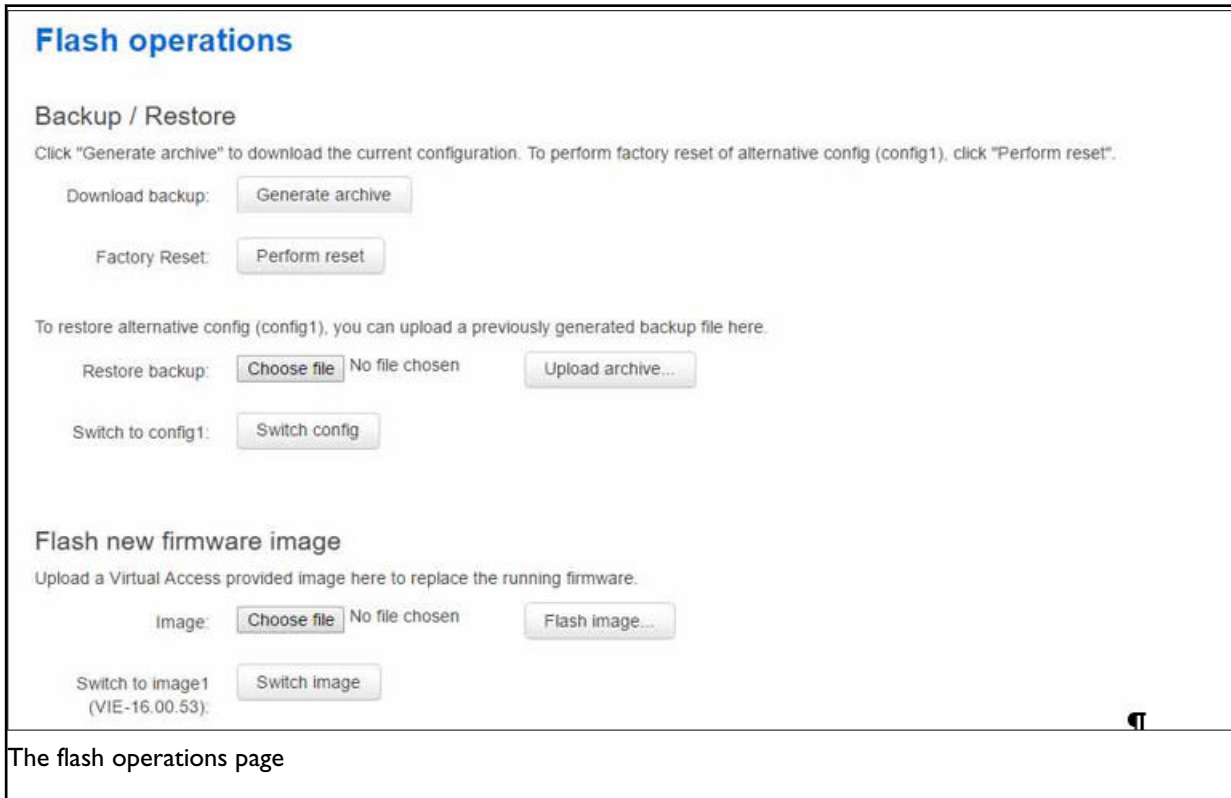 Flash operations
Backup / Restore
Click "Generate archive" to download the current configuration. To perform factory reset of alternative config (config1), click "Perform reset".
Download backup: Generate archive
Factory Reset: Perform reset
To restore alternative config (config1), you can upload a previously generated backup file here.
Restore backup: Choose file No file chosen Upload archive...
Switch to config1: Switch config
Flash new firmware image
Upload a Virtual Access provided image here to replace the running firmware.
Image: Choose file No file chosen Flash image...
Switch to image1 Switch image
(VIE-16.00.53):
¶
The flash operations page